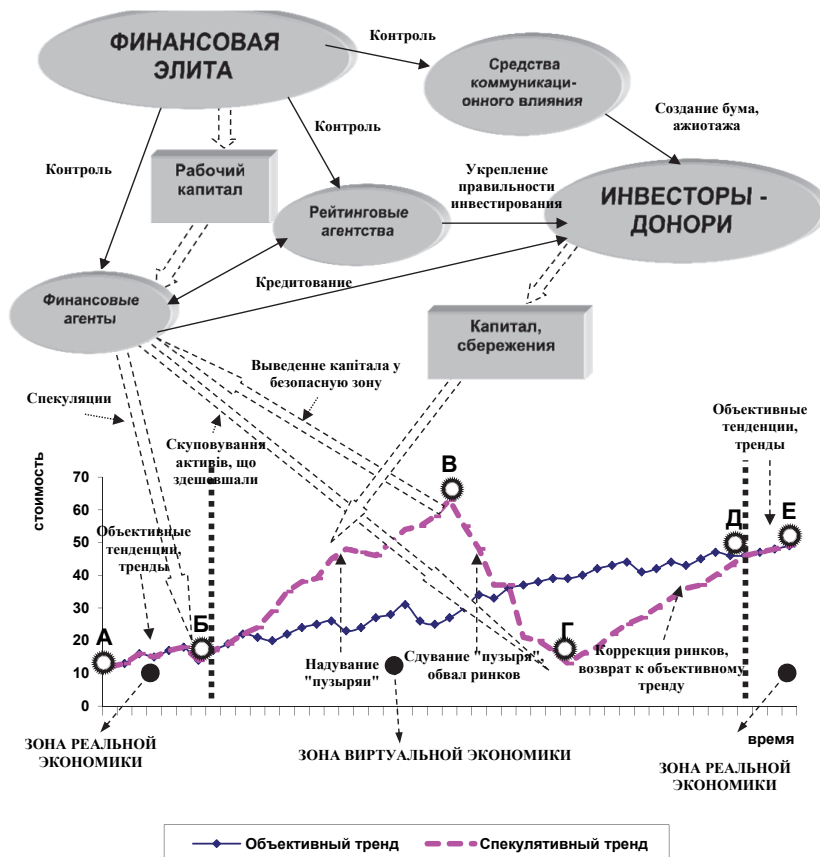 ФИНАНСОВАЯ
ЭЛИТА
Контроль
Средства
коммуникаци-
онного влияния
Контроль
Контроль
Создание бума,
ажиотажа
Рабочий
капитал
Рейтинговые
агентства
Укрепление
правильности
инвестирования
ИНВЕСТОРЫ -
ДОНОРИ
Кредитование
Финансовые
агенты
Капитал,
сбережения
Выведенне капітала у
безопасную зону
Спекуляции
Скуповування
активів, що
здешевшали
Объективные
тенденции,
тренды
стоимость
70
60
50
40
30
20
10
0
В
Д
Е
Объективные
тенденции,
тренды
А
Б
Г
Надування
"пузыряи"
Сдування "пузыря",
обвал ринков
Коррекция ринков,
возврат к объективному
тренду
время
ЗОНА РЕАЛЬНОЙ
ЭКОНОМИКИ
ЗОНА ВИРТУАЛЬНОЙ ЭКОНОМИКИ
ЗОНА РЕАЛЬНОЙ
ЭКОНОМИКИ
Объективный тренд
Спекулятивный тренд